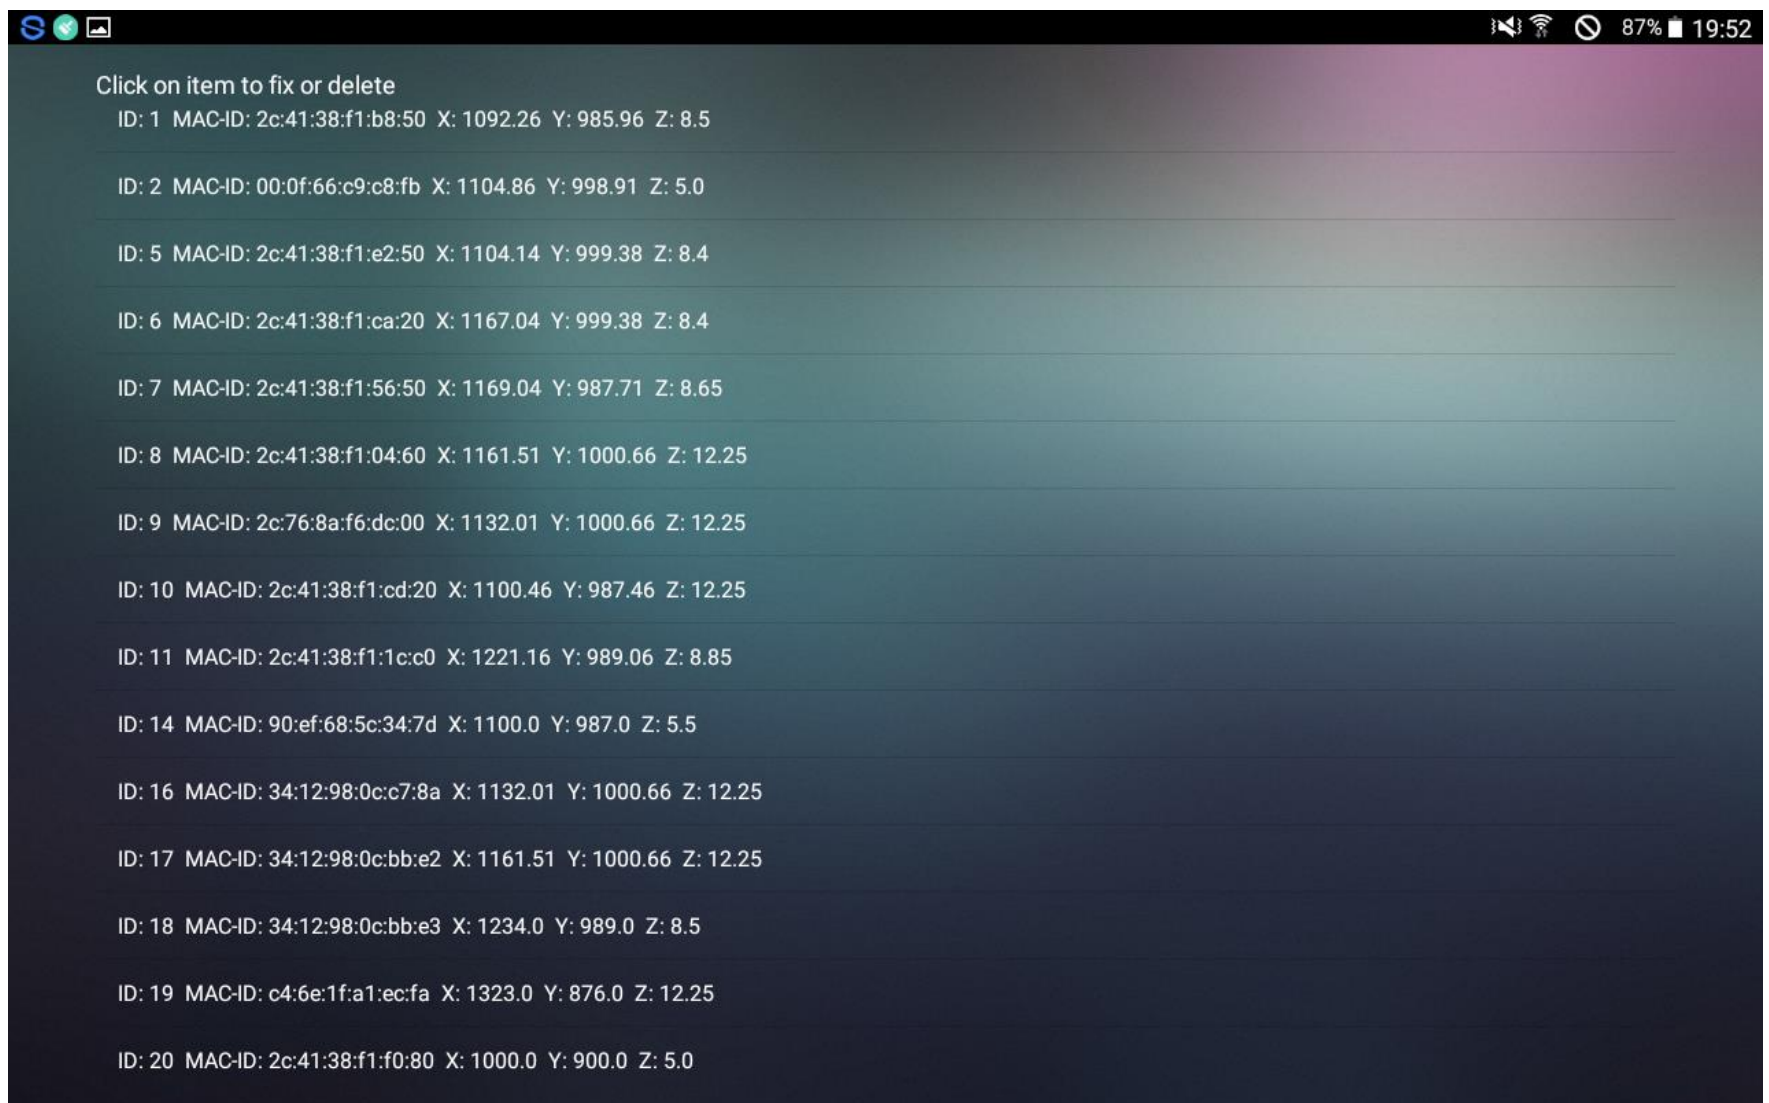 87% 19:52
Click on item to fix or delete
ID: 1 MAC-ID: 2c:41:38:f1:b8:50 X: 1092.26 Y: 985.96 Z: 8.5
ID: 2 MAC-ID: 00:0f:66:c9:c8:fb X: 1104.86 Y: 998.91 Z: 5.0
ID: 5 MAC-ID: 2c:41:38:f1:e2:50 X: 1104.14 Y: 999.38 Z: 8.4
ID: 6 MAC-ID: 2c:41:38:f1:ca:20 X: 1167.04 Y: 999.38 Z: 8.4
ID: 7 MAC-ID: 2c:41:38:f1:56:50 X: 1169.04 Y: 987.71 Z: 8.65
ID: 8 MAC-ID: 2c:41:38:f1:04:60 X: 1161.51 Y: 1000.66 Z: 12.25
ID: 9 MAC-ID: 2c:76:8a:f6:dc:00 X: 1132.01 Y: 1000.66 Z: 12.25
ID: 10 MAC-ID: 2c:41:38:f1:cd:20 X: 1100.46 Y: 987.46 Z: 12.25
ID: 11 MAC-ID: 2c:41:38:f1:1c:c0 X: 1221.16 Y: 989.06 Z: 8.85
ID: 14 MAC-ID: 90:ef:68:5c:34:7d X: 1100.0 Y: 987.0 Z: 5.5
ID: 16 MAC-ID: 34:12:98:0c:c7:8a X: 1132.01 Y: 1000.66 Z: 12.25
ID: 17 MAC-ID: 34:12:98:0c:bb:e2 X: 1161.51 Y: 1000.66 Z: 12.25
ID: 18 MAC-ID: 34:12:98:0c:bb:e3 X: 1234.0 Y: 989.0 Z: 8.5
ID: 19 MAC-ID: c4:6e:1f:a1:ec:fa X: 1323.0 Y: 876.0 Z: 12.25
ID: 20 MAC-ID: 2c:41:38:f1:f0:80 X: 1000.0 Y: 900.0 Z: 5.0